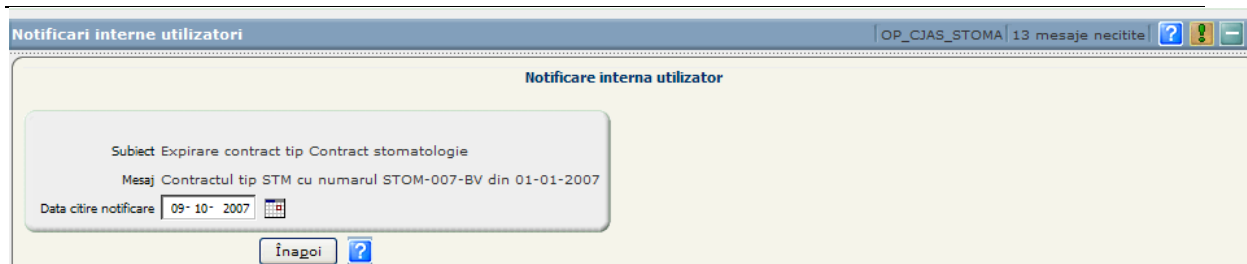 Notificari interne utilizatori OP_CJAS_STOMA 13 mesaje necitite ? !
Notificare interna utilizator
Subiect Expirare contract tip Contract stomatologie
Mesaj Contractul tip STM cu numarul STOM-007-BV din 01-01-2007
Data citire notificare 09- 10- 2007
Înapoi ?